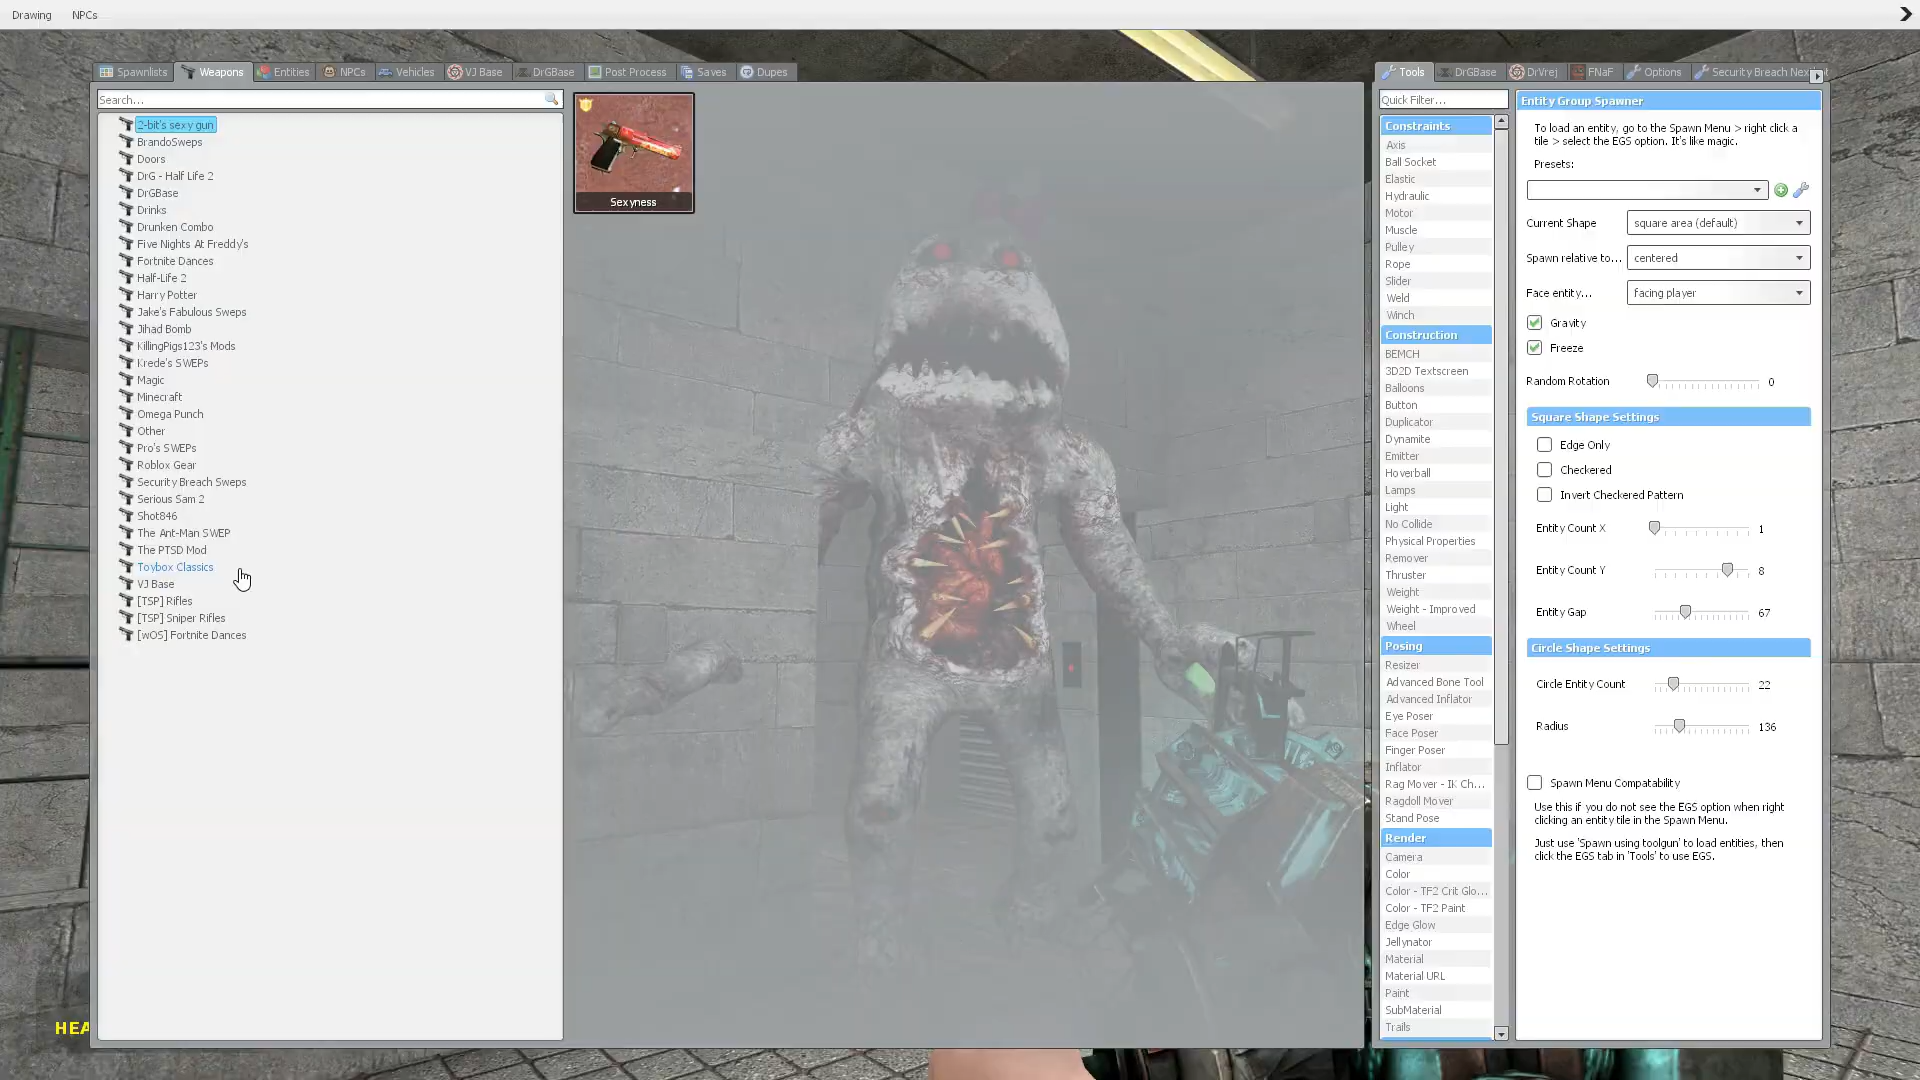 Drawing NPCs
Spawnlists Weapons Entities NPCs Vehicles VJ Base DrGBase Post Process Saves Dupes
Search...
2-bit's sexy gun
BrandoSweps
Doors
DrG - Half Life 2
DrGBase
Drinks
Drunken Combo
Five Nights At Freddy's
Fortnite Dances
Half-Life 2
Harry Potter
Jake's Fabulous Sweps
Jihad Bomb
KillingPigs123's Mods
Krede's SWEPs
Magic
Minecraft
Omega Punch
Other
Pro's SWEPs
Roblox Gear
Security Breach Sweps
Serious Sam 2
Shot846
The Ant-Man SWEP
The PTSD Mod
Toybox Classics
VJ Base
[TSP] Rifles
[TSP] Sniper Rifles
[wOS] Fortnite Dances
HEA
Sexyness
Tools DrGBase DrVrej FNaF Options Security Breach Nex
Quick Filter...
Constraints
Axis
Ball Socket
Elastic
Hydraulic
Motor
Muscle
Pulley
Rope
Slider
Weld
Winch
Construction
BEMCH
3D2D Textscreen
Balloons
Button
Duplicator
Dynamite
Emitter
Hoverball
Lamps
Light
No Collide
Physical Properties
Remover
Thruster
Weight
Weight - Improved
Wheel
Posing
Resizer
Advanced Bone Tool
Advanced Inflator
Eye Poser
Face Poser
Finger Poser
Inflator
Rag Mover - IK Ch...
Ragdoll Mover
Stand Pose
Render
Camera
Color
Color - TF2 Crit Glo...
Color - TF2 Paint
Edge Glow
Jellynator
Material
Material URL
Paint
SubMaterial
Trails
Entity Group Spawner
To load an entity, go to the Spawn Menu > right click a
tile > select the EGS option. It's like magic.
Presets:
Current Shape square area (default)
Spawn relative to... centered
Face entity... facing player
Gravity
Freeze
Random Rotation 0
Square Shape Settings
Edge Only
Checkered
Invert Checkered Pattern
Entity Count X 1
Entity Count Y 8
Entity Gap 67
Circle Shape Settings
Circle Entity Count 22
Radius 136
Spawn Menu Compatability
Use this if you do not see the EGS option when right
clicking an entity tile in the Spawn Menu.
Just use 'Spawn using toolgun' to load entities, then
click the EGS tab in 'Tools' to use EGS.